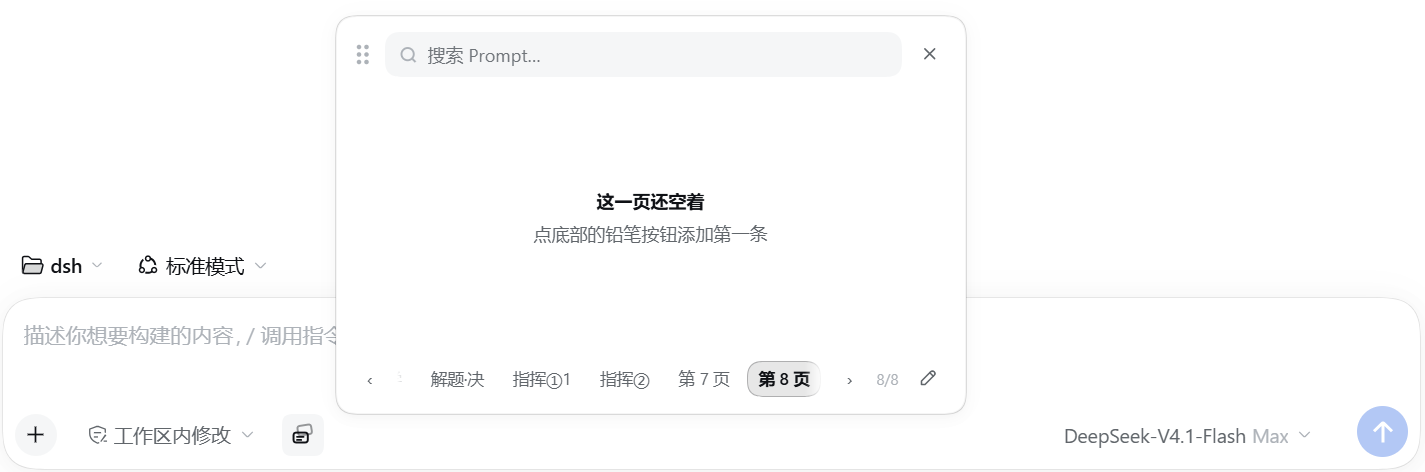 搜索 Prompt...
这一页还空着
点底部的铅笔按钮添加第一条
dsh
标准模式
描述你想要构建的内容, / 调用指令
‹ 解题·决 指挥①1 指挥② 第 7 页 第 8 页 › 8/8
工作区内修改
DeepSeek-V4.1-Flash Max